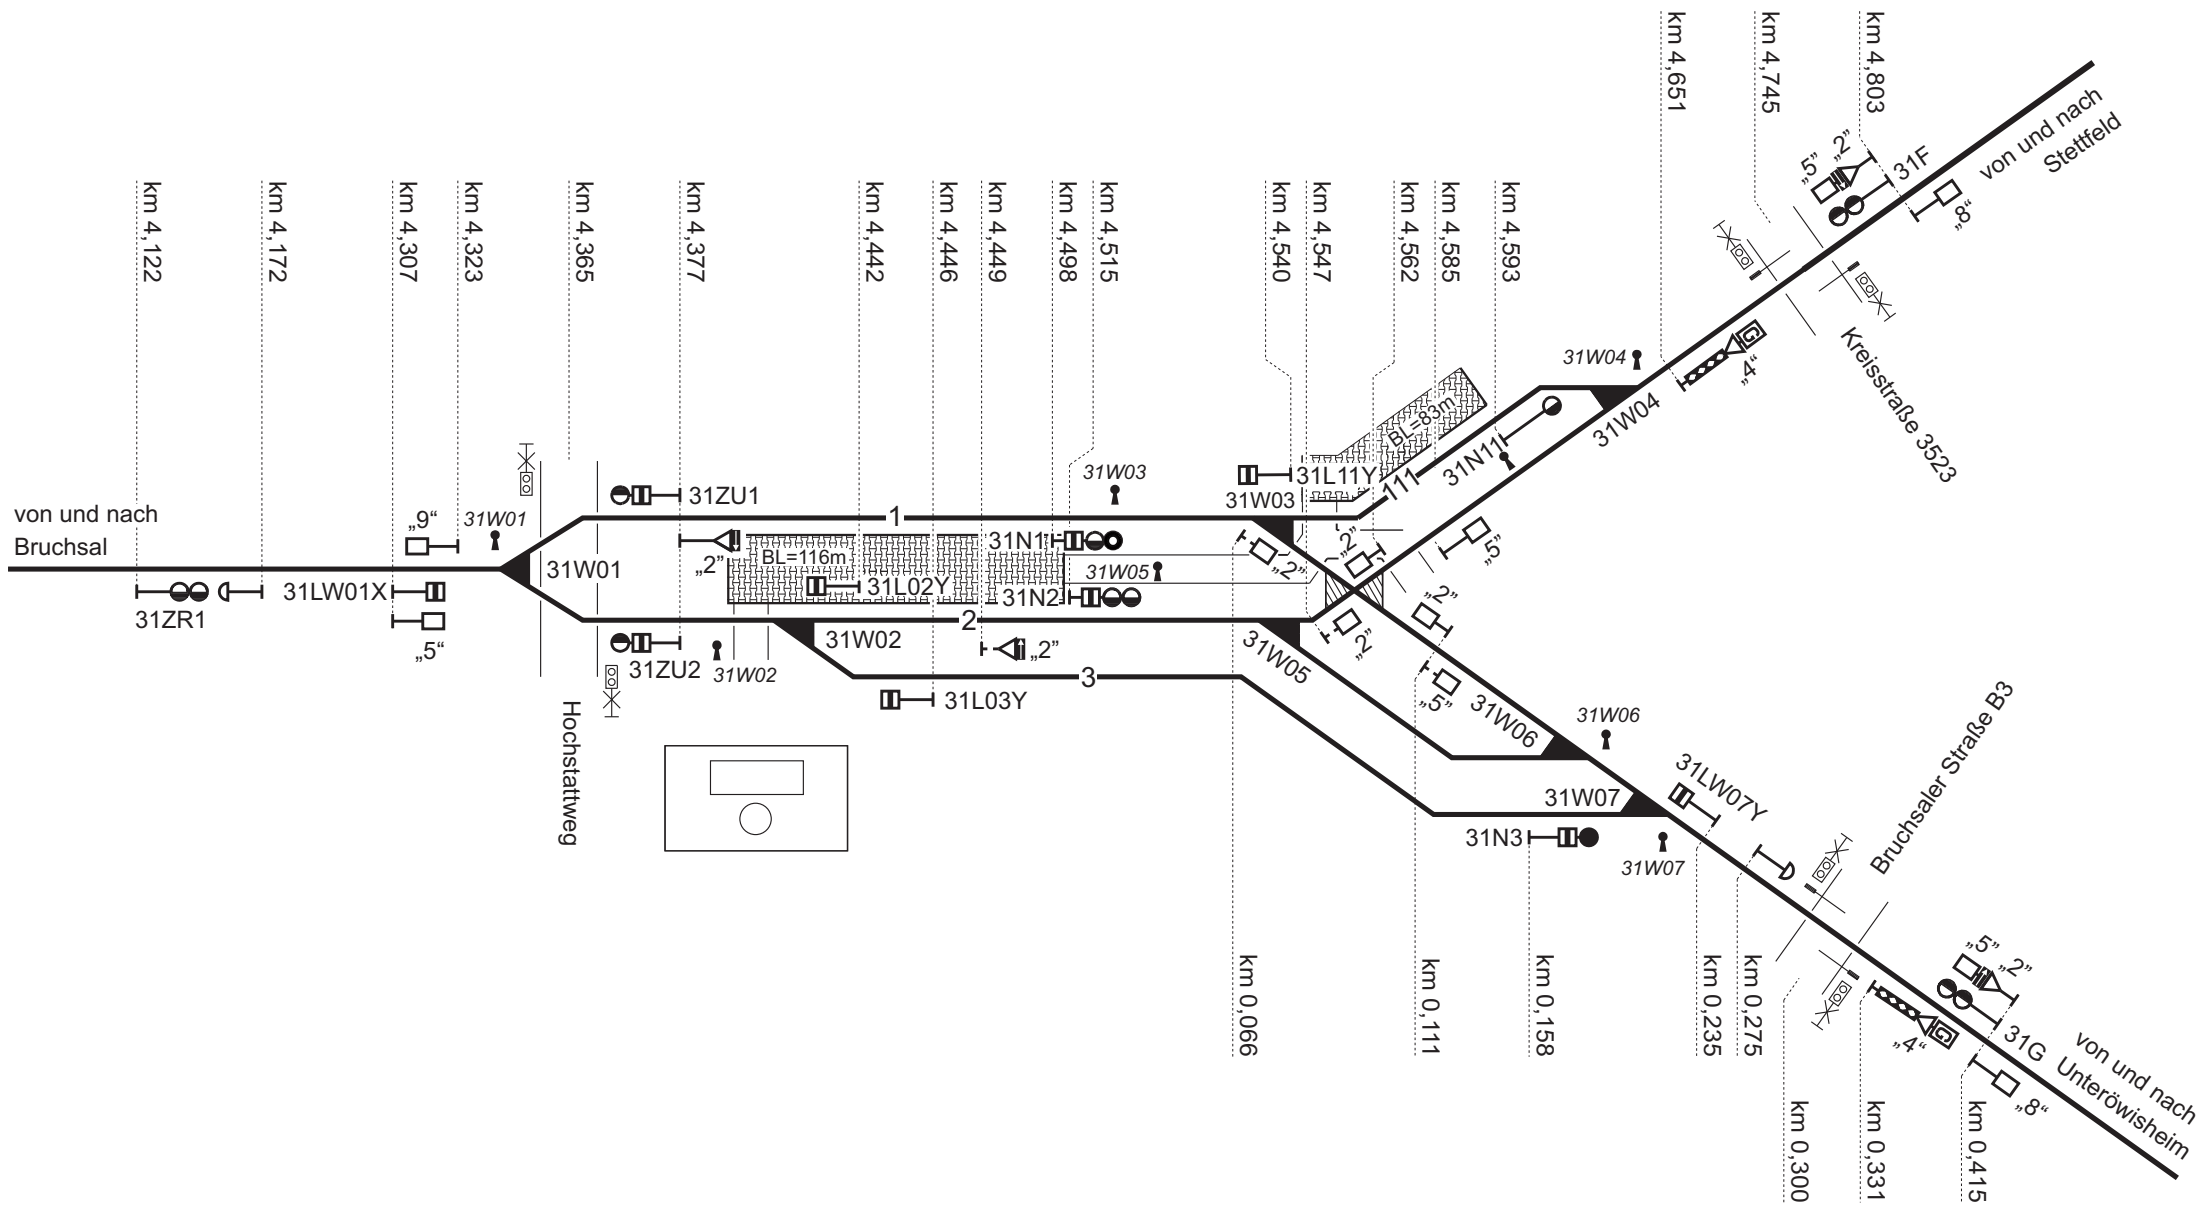 km 4,122
km 4,172
km 4,307
km 4,323
km 4,365
km 4,377
km 4,442
km 4,446
km 4,449
km 4,498
km 4,515
km 4,540
km 4,547
km 4,562
km 4,585
km 4,593
km 4,651
km 4,745
km 4,803
von und nach
Stettfeld
31F
„5”
„2”
„8“
Kreisstraße 3523
G
„4“
31W04
31W04
BL=83m
31N11
111
31L11Y
31W03
31W03
von und nach
Bruchsal
„9“
31W01
31W01
31ZR1
31LW01X
„5“
31ZU1
1
„2”
BL=116m
31N1
31L02Y
31W05
31N2
„2”
„2”
„5”
2
31ZU2
31W02
31W02
„2”
31W05
„2”
„2”
3
31L03Y
„5”
31W06
31W06
Hochstattweg
31W07
31N3
31W07
31LW07Y
Bruchsaler Straße B3
„5”
„2”
G
„4“
31G
„8“
von und nach
Unteröwisheim
km 0,066
km 0,111
km 0,158
km 0,235
km 0,275
km 0,300
km 0,331
km 0,415